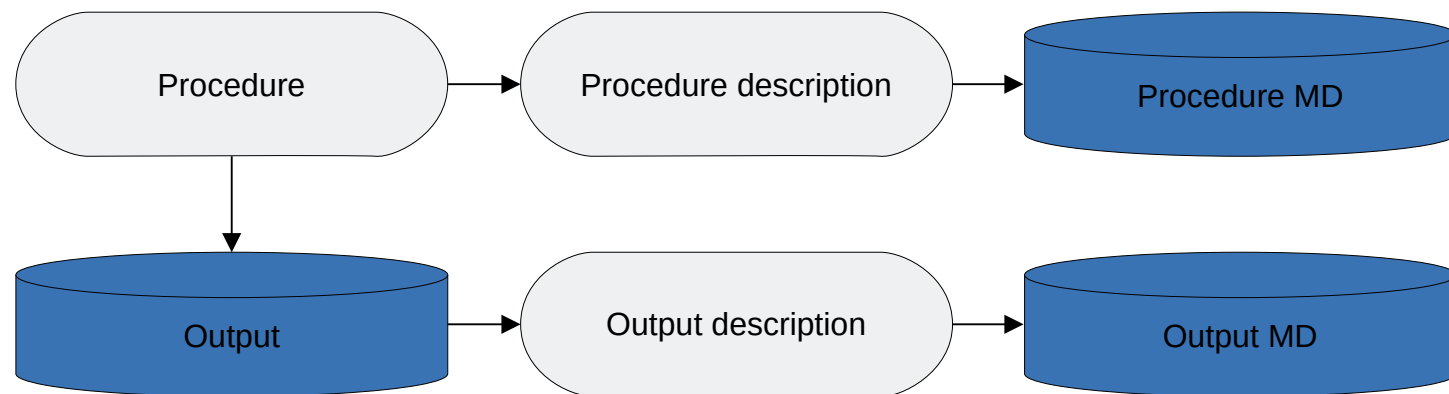 Procedure
Procedure description
Procedure MD
Output
Output description
Output MD